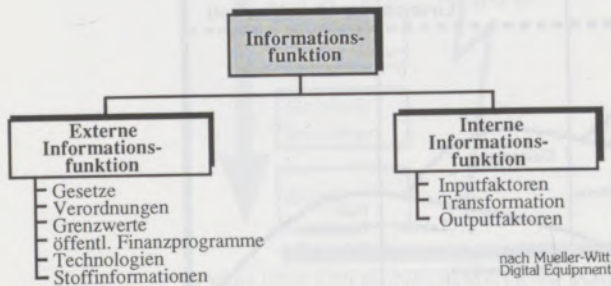 Informations-
funktion
Externe
Informations-
funktion
Gesetze
Verordnungen
Grenzwerte
öffentl. Finanzprogramme
Technologien
Stoffinformationen
Interne
Informations-
funktion
Inputfaktoren
Transformation
Outputfaktoren
nach Mueller-Witt
Digital Equipment